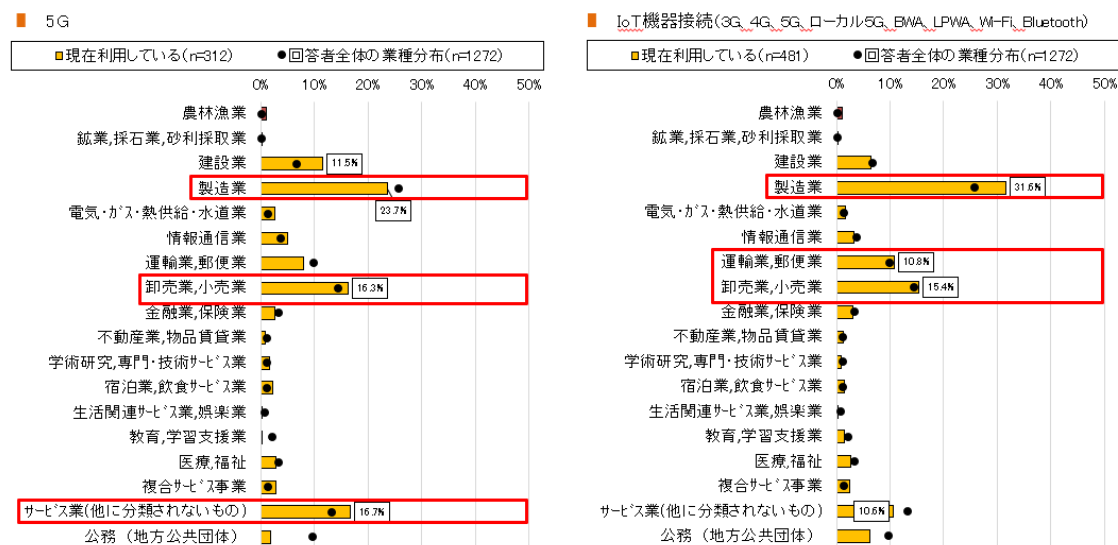 5G
現在利用している(n=312) ●回答者全体の業種分布(n=1272)
0% 10% 20% 30% 40% 50%
農林漁業
鉱業,採石業,砂利採取業
建設業 11.5%
製造業
23.7%
電気・ガス・熱供給・水道業
情報通信業
運輸業,郵便業
卸売業,小売業 16.3%
金融業,保険業
不動産業,物品賃貸業
学術研究,専門・技術サービス業
宿泊業,飲食サービス業
生活関連サービス業,娯楽業
教育,学習支援業
医療,福祉
複合サービス事業
サービス業(他に分類されないもの) 16.7%
公務(地方公共団体)
IoT機器接続(3G、4G、5G、ローカル5G、BWA、LPWA、Wi-Fi、Bluetooth)
現在利用している(n=481) ●回答者全体の業種分布(n=1272)
0% 10% 20% 30% 40% 50%
農林漁業
鉱業,採石業,砂利採取業
建設業
製造業 31.6%
電気・ガス・熱供給・水道業
情報通信業
運輸業,郵便業 10.8%
卸売業,小売業 15.4%
金融業,保険業
不動産業,物品賃貸業
学術研究,専門・技術サービス業
宿泊業,飲食サービス業
生活関連サービス業,娯楽業
教育,学習支援業
医療,福祉
複合サービス事業
サービス業(他に分類されないもの) 10.6%
公務(地方公共団体)